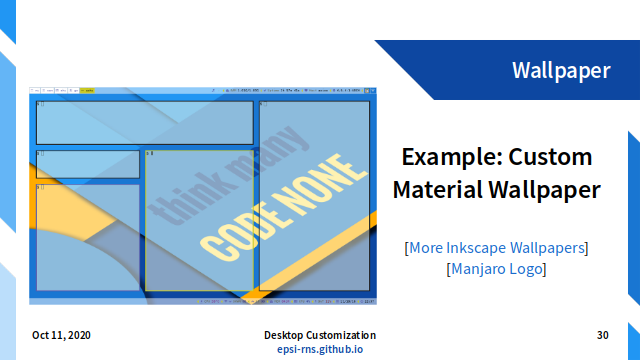 Wallpaper
think many
CODE NONE
Example: Custom
Material Wallpaper
[More Inkscape Wallpapers]
[Manjaro Logo]
Oct 11, 2020
Desktop Customization
30
epsi-rns.github.io